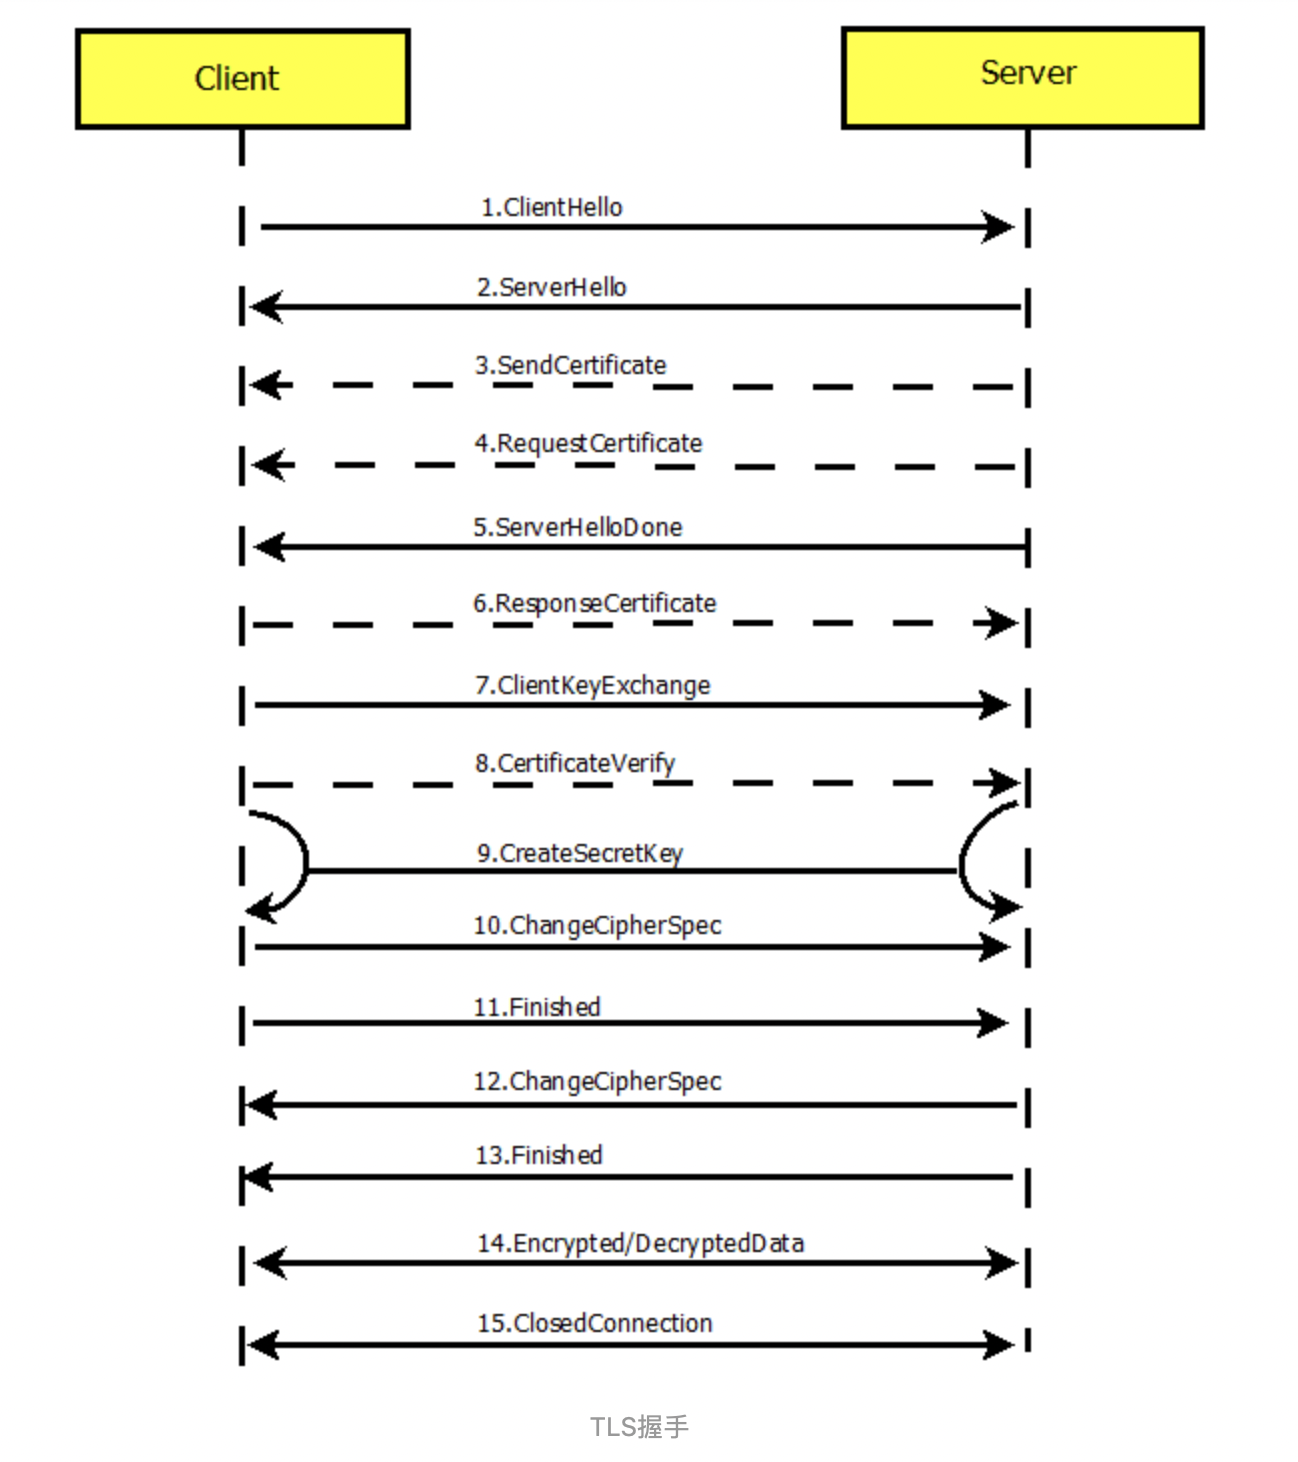 Client
Server
1.ClientHello
2.ServerHello
3.SendCertificate
4.RequestCertificate
5.ServerHelloDone
6.ResponseCertificate
7.ClientKeyExchange
8.CertificateVerify
9.CreateSecretKey
10.ChangeCipherSpec
11.Finished
12.ChangeCipherSpec
13.Finished
14.Encrypted/DecryptedData
15.ClosedConnection
TLS握手